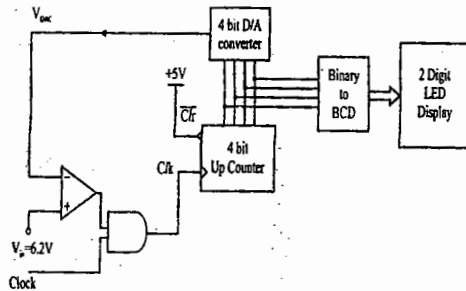 V_DAC
4 bit D/A
converter
+5V
Clr
Binary
to
BCD
2 Digit
LED
Display
4 bit
Up Counter
Clk
−
+
V_in=6.2V
Clock